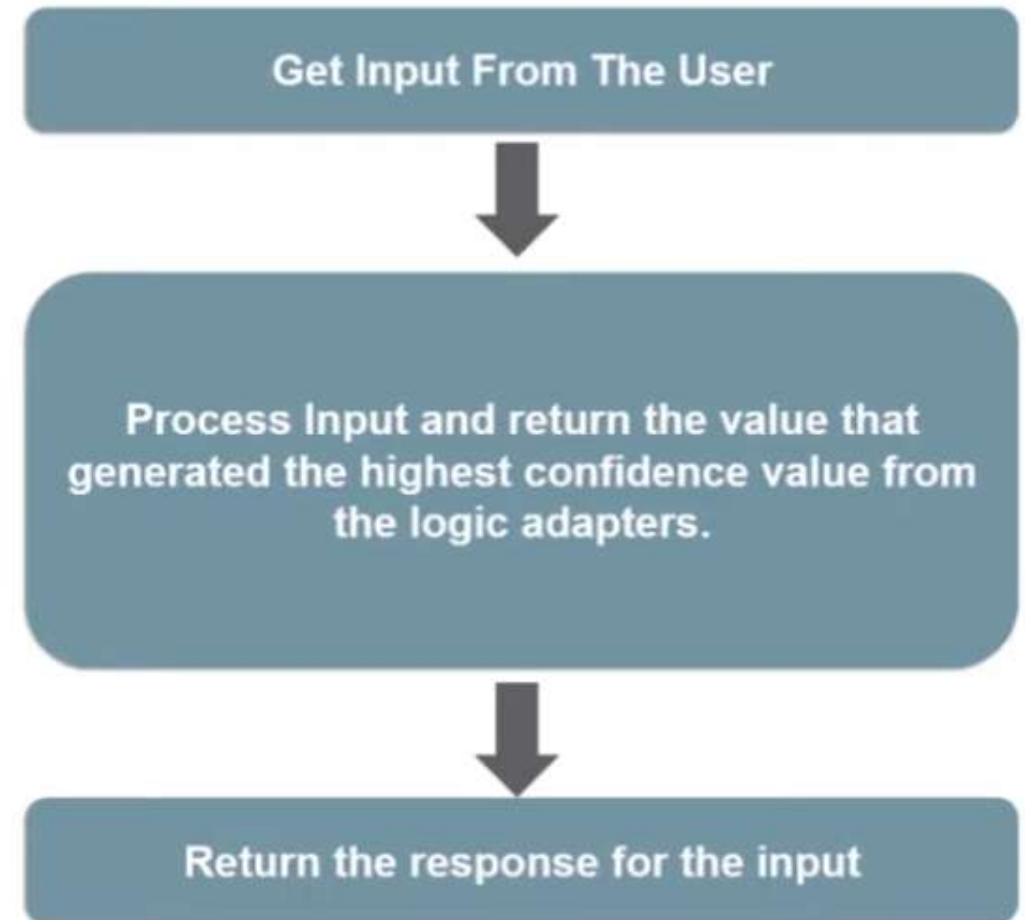 Get Input From The User
Process Input and return the value that
generated the highest confidence value from
the logic adapters.
Return the response for the input